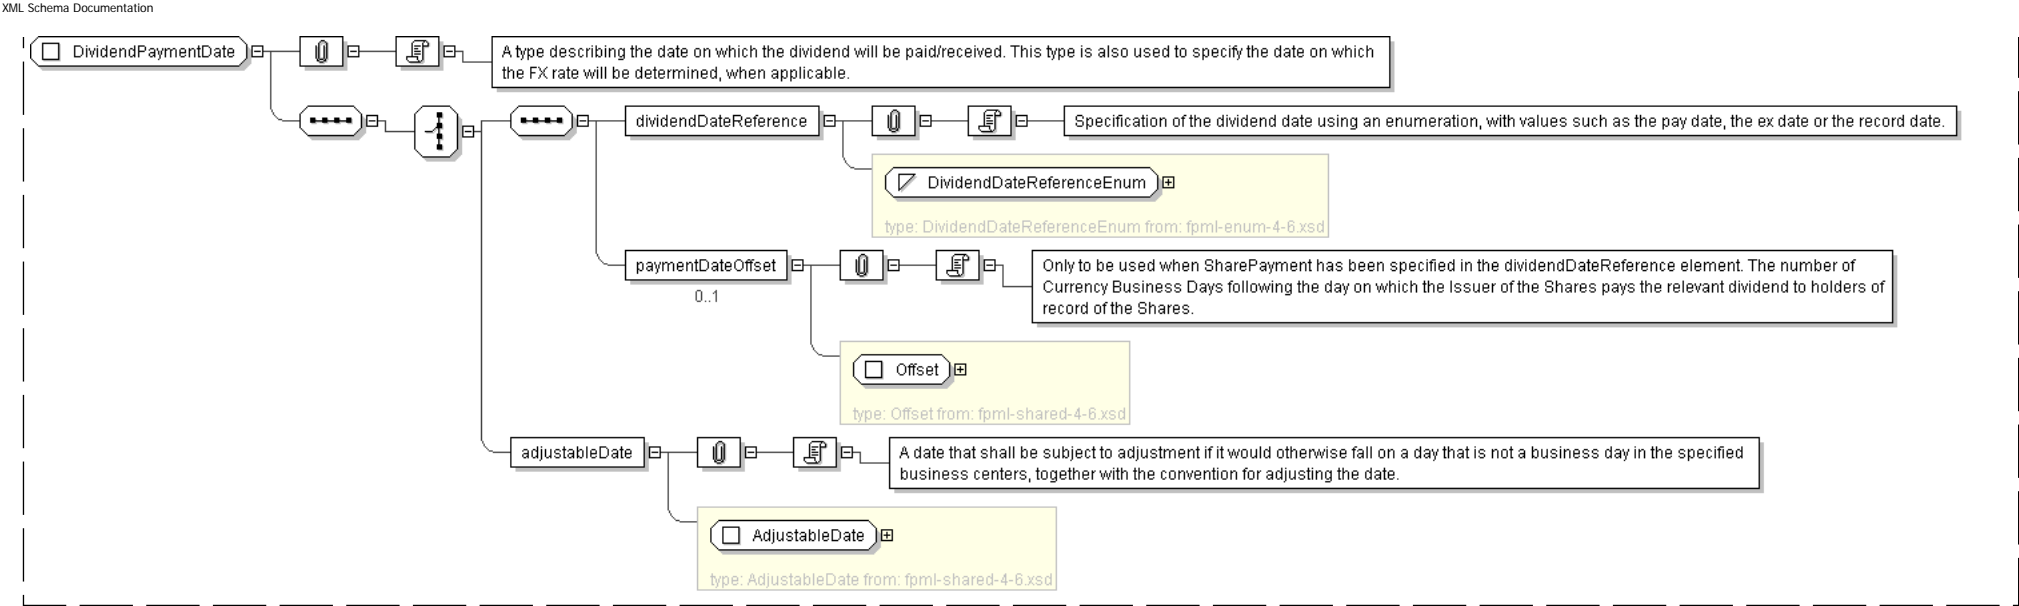 XML Schema Documentation
DividendPaymentDate
A type describing the date on which the dividend will be paid/received. This type is also used to specify the date on which
the FX rate will be determined, when applicable.
dividendDateReference
Specification of the dividend date using an enumeration, with values such as the pay date, the ex date or the record date.
DividendDateReferenceEnum
type: DividendDateReferenceEnum from: fpml-enum-4-6.xsd
paymentDateOffset
0..1
Only to be used when SharePayment has been specified in the dividendDateReference element. The number of
Currency Business Days following the day on which the Issuer of the Shares pays the relevant dividend to holders of
record of the Shares.
Offset
type: Offset from: fpml-shared-4-6.xsd
adjustableDate
A date that shall be subject to adjustment if it would otherwise fall on a day that is not a business day in the specified
business centers, together with the convention for adjusting the date.
AdjustableDate
type: AdjustableDate from: fpml-shared-4-6.xsd